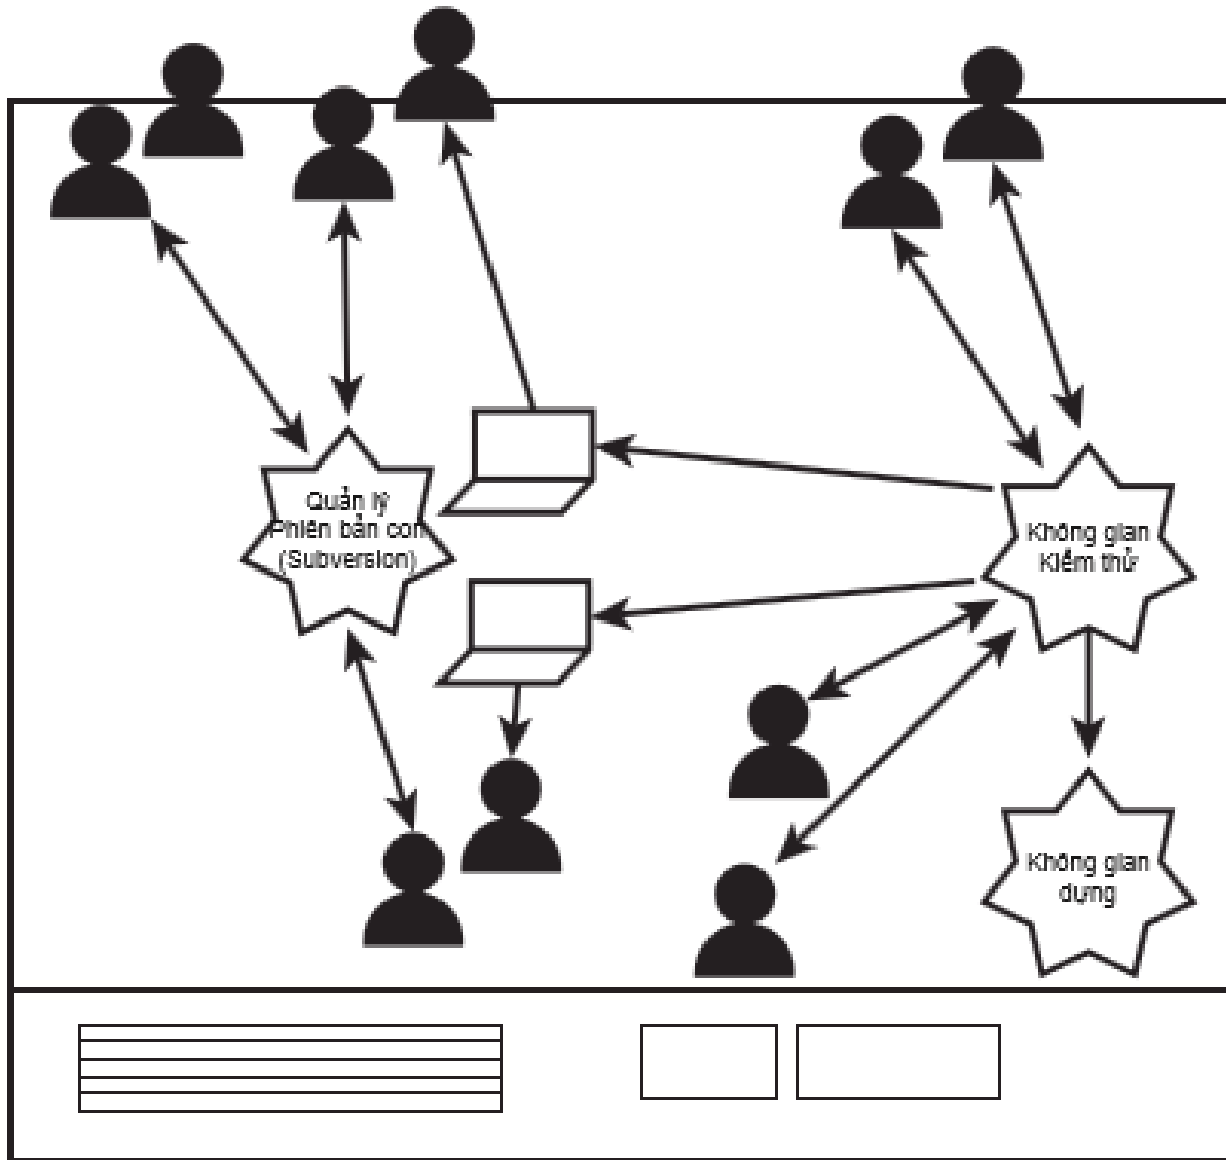 Quản lý
Phiên bản con
(Subversion)
Không gian
Kiểm thử
Không gian
dựng